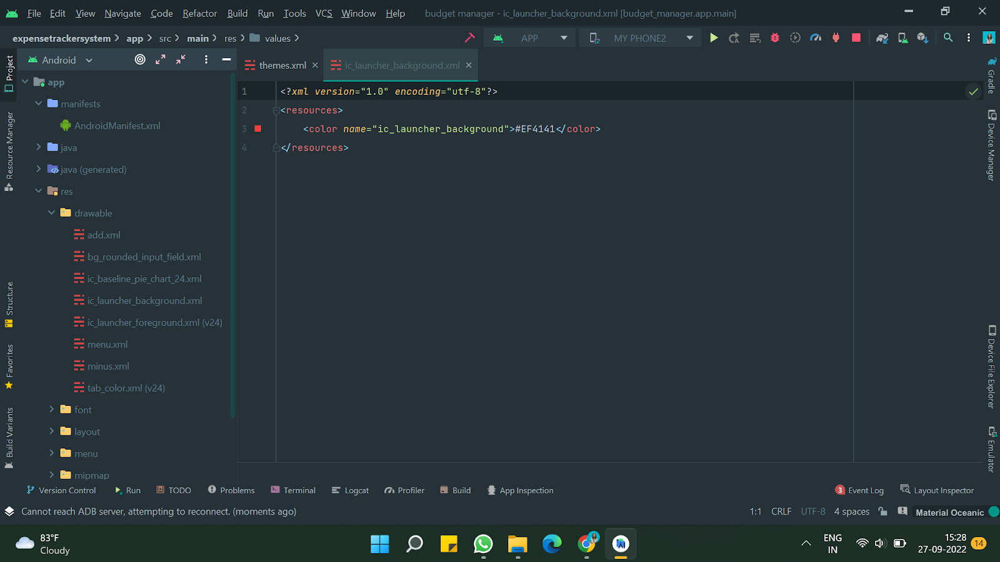 File Edit View Navigate Code Refactor Build Run Tools VCS Window Help budget manager - ic_launcher_background.xml [budget_manager.app.main]
expensetrackersystem app src main res values APP MY PHONE2
Android
themes.xml ic_launcher_background.xml
Project
Resource Manager
Structure
Favorites
Build Variants
app
manifests
AndroidManifest.xml
java
java (generated)
res
drawable
add.xml
bg_rounded_input_field.xml
ic_baseline_pie_chart_24.xml
ic_launcher_background.xml
ic_launcher_foreground.xml (v24)
menu.xml
minus.xml
tab_color.xml (v24)
font
layout
menu
mipmap
1 <?xml version="1.0" encoding="utf-8"?>
2 <resources>
3 <color name="ic_launcher_background">#EF4141</color>
4 </resources>
Gradle
Device Manager
Device File Explorer
Emulator
Version Control Run TODO Problems Terminal Logcat Profiler Build App Inspection 3 Event Log Layout Inspector
Cannot reach ADB server, attempting to reconnect. (moments ago) 1:1 CRLF UTF-8 4 spaces Material Oceanic
83°F
Cloudy
ENG
IN
15:28
27-09-2022
14